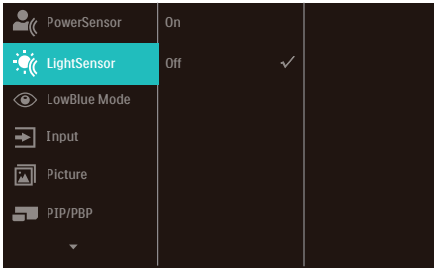 PowerSensor
On
LightSensor
Off
LowBlue Mode
Input
Picture
PIP/PBP